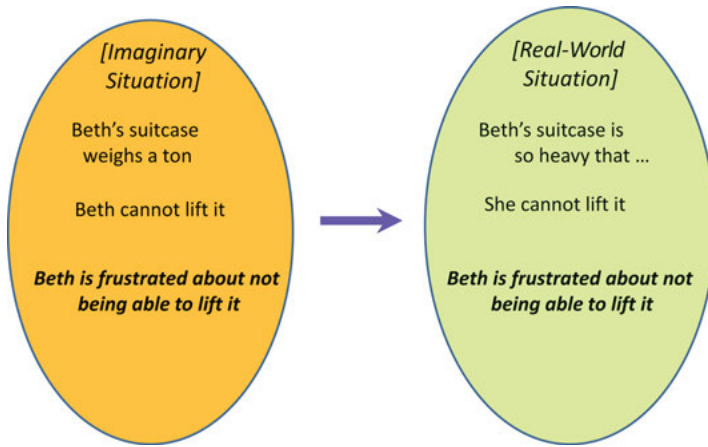 [Imaginary
Situation]
Beth's suitcase
weighs a ton
Beth cannot lift it
Beth is frustrated about not
being able to lift it
[Real-World
Situation]
Beth's suitcase is
so heavy that ...
She cannot lift it
Beth is frustrated about not
being able to lift it